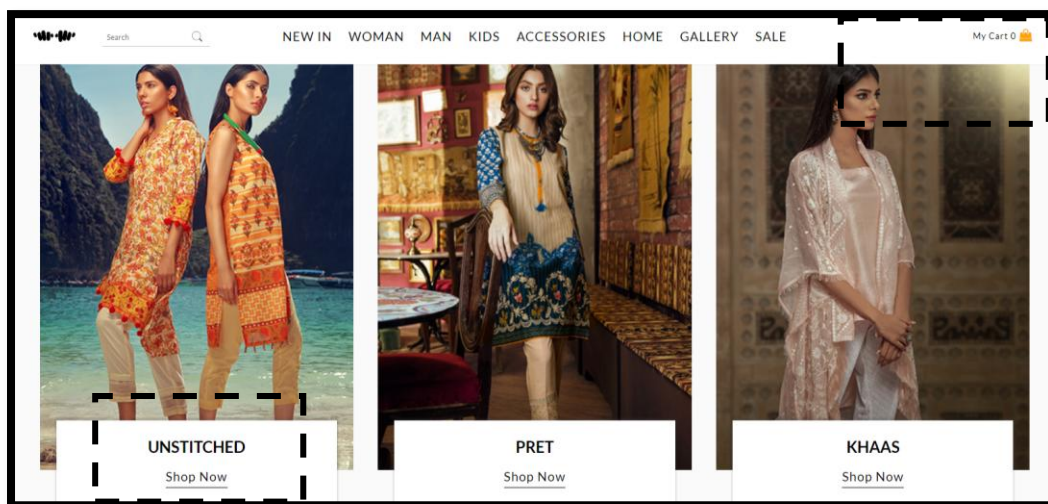 Search
NEW IN WOMAN MAN KIDS ACCESSORIES HOME GALLERY SALE
My Cart 0
UNSTITCHED
Shop Now
PRET
Shop Now
KHAAS
Shop Now